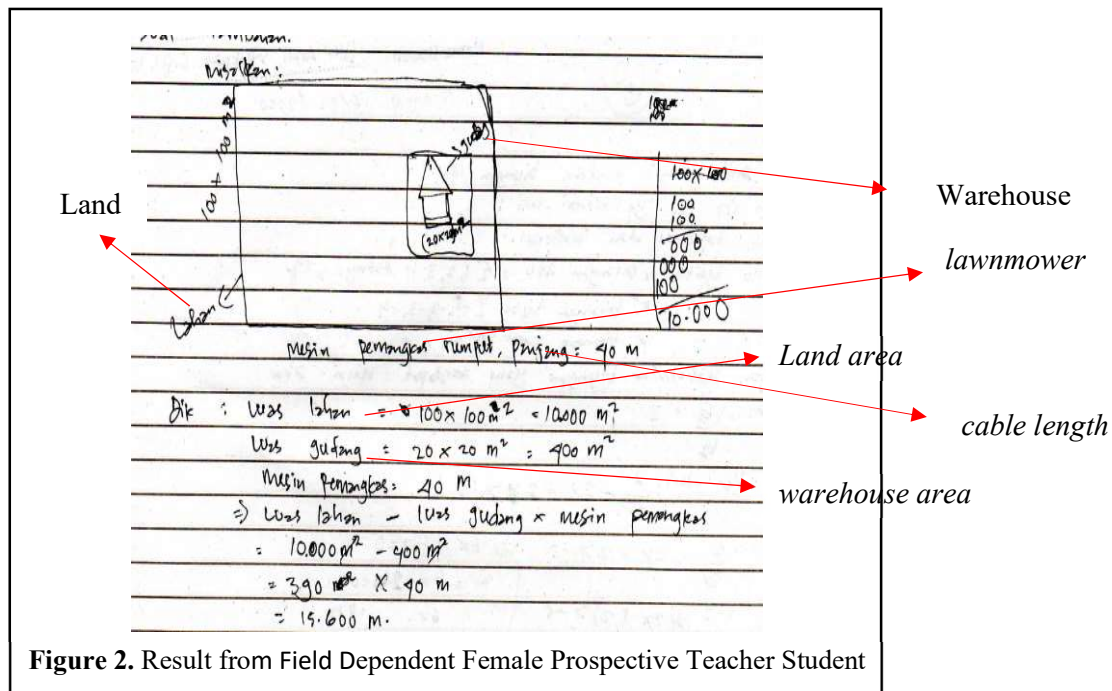 misalkan:
100 x 100 m2
gudang
(20x20m2
Lahan
100x100
100
100
000
000
100
10.000
Land
Warehouse
lawnmower
Land area
cable length
warehouse area
mesin pemangkas rumput, panjang = 40 m
Dik : Luas lahan = 100 x 100 m2 = 10.000 m2
Luas gudang = 20 x 20 m2 = 400 m2
Mesin pemangkas = 40 m
=> Luas lahan - luas gudang x mesin pemangkas
= 10.000 m2 - 400 m2
= 390 m2 X 40 m
= 15.600 m.
Figure 2. Result from Field Dependent Female Prospective Teacher Student